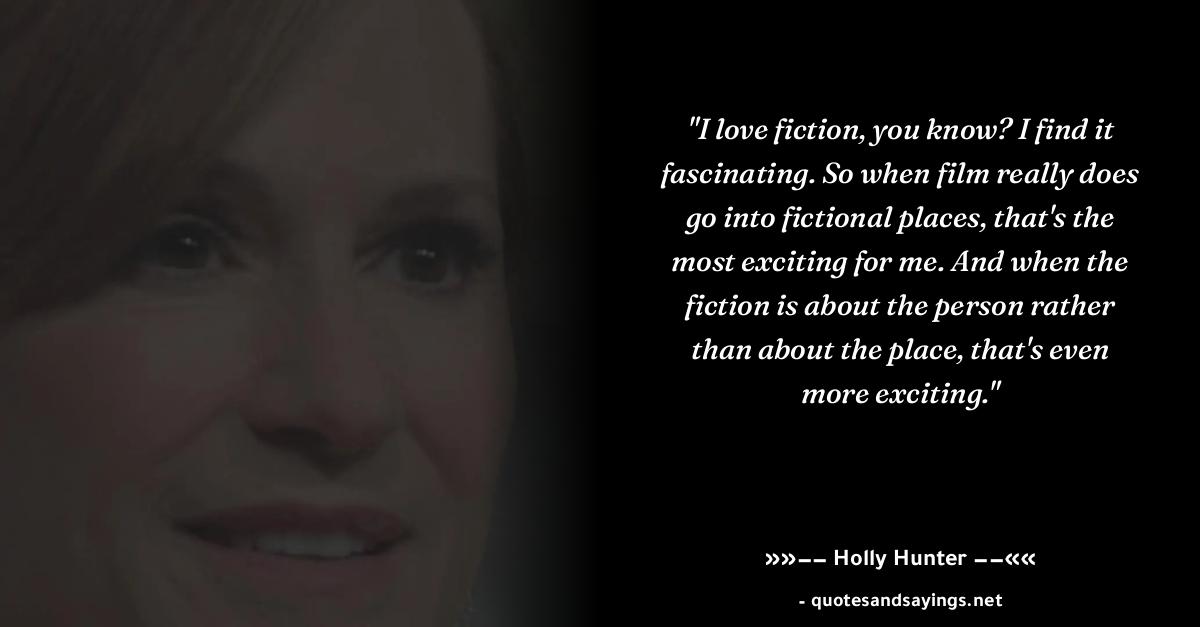 "I love fiction, you know? I find it
fascinating. So when film really does
go into fictional places, that's the
most exciting for me. And when the
fiction is about the person rather
than about the place, that's even
more exciting."
»»−− Holly Hunter −−««
- quotesandsayings.net